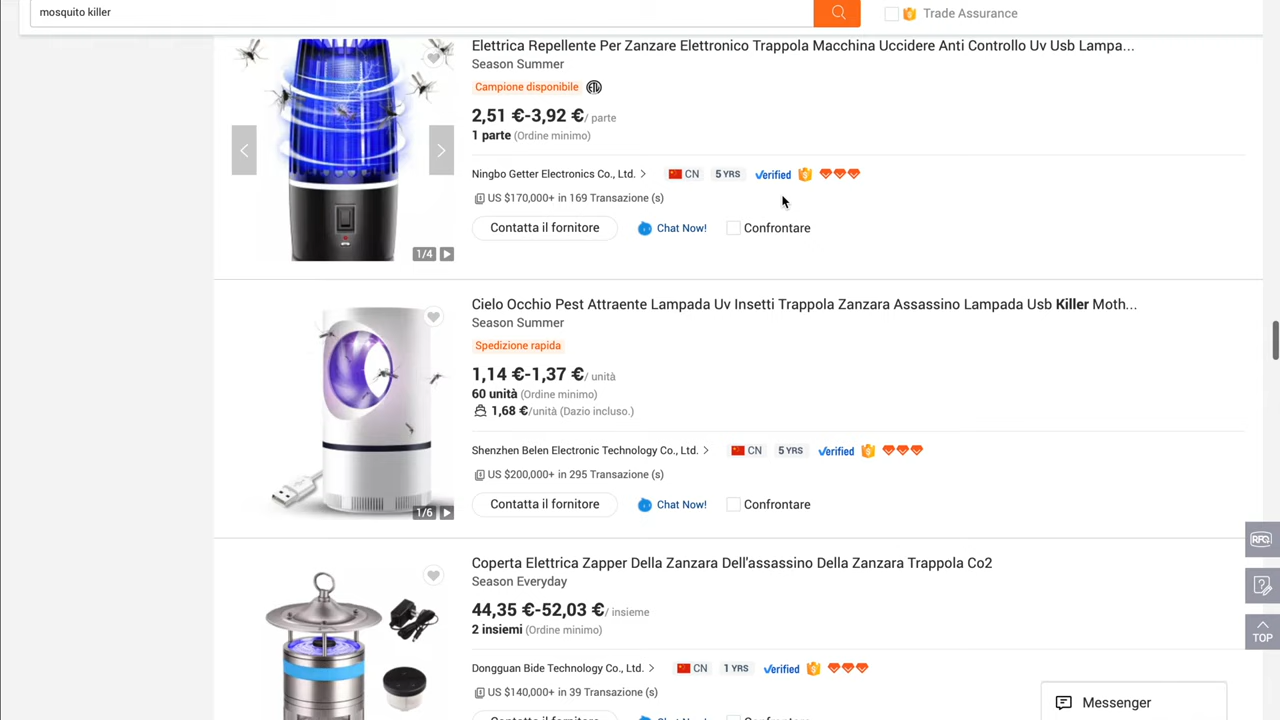 mosquito killer
Trade Assurance
Elettrica Repellente Per Zanzare Elettronico Trappola Macchina Uccidere Anti Controllo Uv Usb Lampa...
Season Summer
Campione disponibile
2,51 €-3,92 €/ parte
1 parte (Ordine minimo)
Ningbo Getter Electronics Co., Ltd. > CN 5 YRS Verified
US $170,000+ in 169 Transazione (s)
Contatta il fornitore Chat Now! Confrontare
1/4
Cielo Occhio Pest Attraente Lampada Uv Insetti Trappola Zanzara Assassino Lampada Usb Killer Moth...
Season Summer
Spedizione rapida
1,14 €-1,37 €/ unità
60 unità (Ordine minimo)
1,68 €/unità (Dazio incluso.)
Shenzhen Belen Electronic Technology Co., Ltd. > CN 5 YRS Verified
US $200,000+ in 295 Transazione (s)
Contatta il fornitore Chat Now! Confrontare
1/6
RFQ
Coperta Elettrica Zapper Della Zanzara Dell'assassino Della Zanzara Trappola Co2
Season Everyday
44,35 €-52,03 €/ insieme
2 insiemi (Ordine minimo)
TOP
Dongguan Bide Technology Co., Ltd. > CN 1 YRS Verified
US $140,000+ in 39 Transazione (s)
Messenger